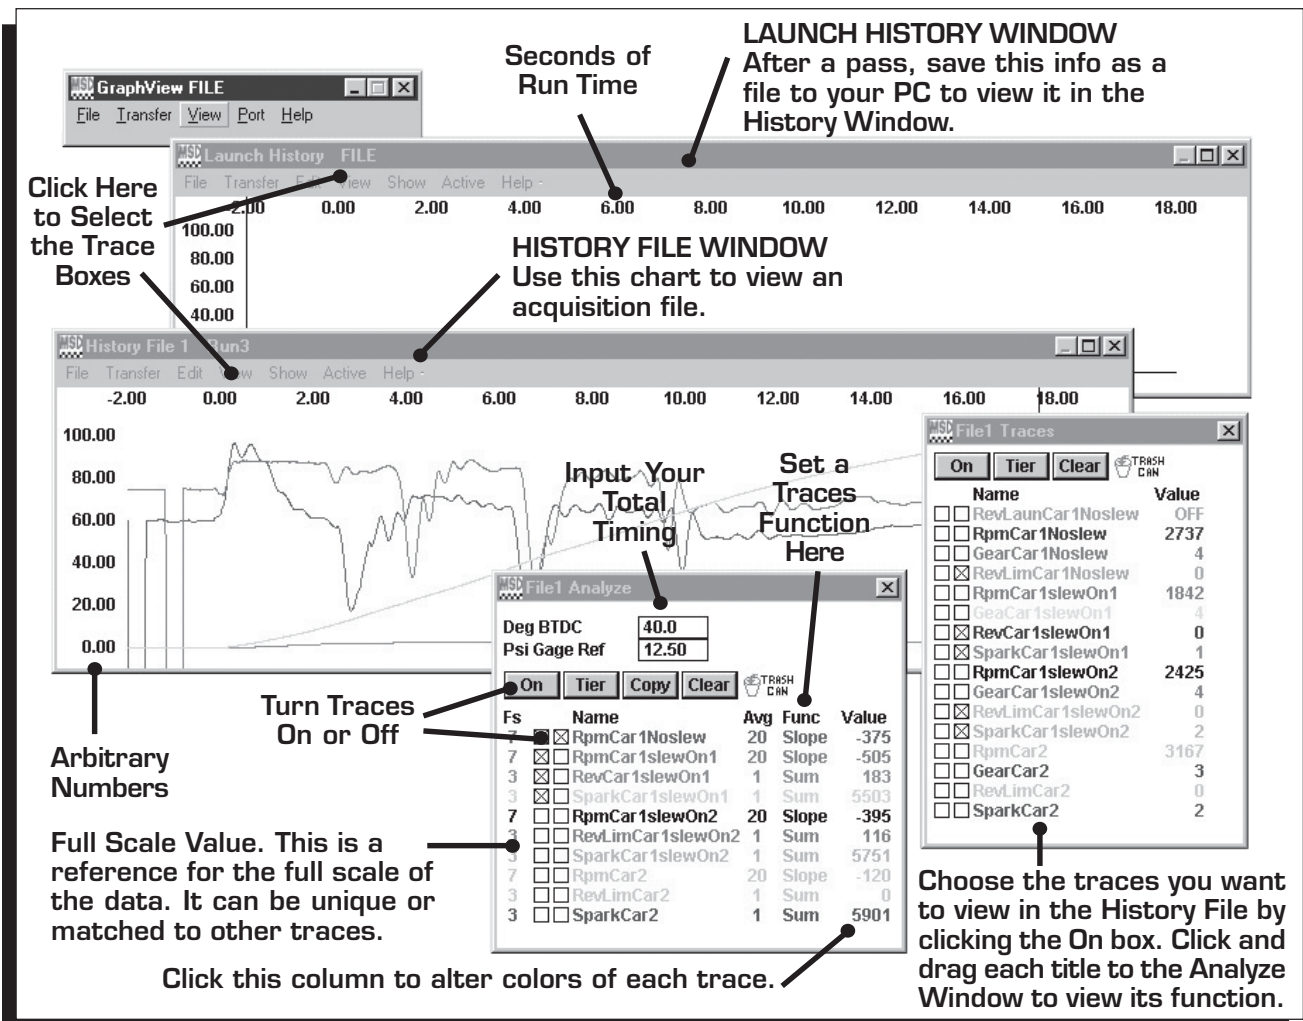 LAUNCH HISTORY WINDOW
After a pass, save this info as a
file to your PC to view it in the
History Window.
Seconds of
Run Time
MSD GraphView FILE
File Transfer View Port Help
MSD Launch History FILE
File Transfer Edit View Show Active Help
-2.00 0.00 2.00 4.00 6.00 8.00 10.00 12.00 14.00 16.00 18.00
100.00
80.00
60.00
40.00
Click Here
to Select
the Trace
Boxes
HISTORY FILE WINDOW
Use this chart to view an
acquisition file.
MSD History File 1 Run3
File Transfer Edit View Show Active Help
-2.00 0.00 2.00 4.00 6.00 8.00 10.00 12.00 14.00 16.00 18.00
100.00
80.00
60.00
40.00
20.00
0.00
Input Your
Total
Timing
Set a
Traces
Function
Here
MSD File1 Traces
On Tier Clear TRASH CAN
Name Value
RevLaunCar1Noslew OFF
RpmCar1Noslew 2737
GearCar1Noslew 4
RevLimCar1Noslew 0
RpmCar1slewOn1 1842
GeaCar1slewOn1 4
RevCar1slewOn1 0
SparkCar1slewOn1 1
RpmCar1slewOn2 2425
GearCar1slewOn2 4
RevLimCar1slewOn2 0
SparkCar1slewOn2 2
RpmCar2 3167
GearCar2 3
RevLimCar2 0
SparkCar2 2
MSD File1 Analyze
Deg BTDC 40.0
Psi Gage Ref 12.50
On Tier Copy Clear TRASH CAN
Fs Name Avg Func Value
7 RpmCar1Noslew 20 Slope -375
7 RpmCar1slewOn1 20 Slope -505
3 RevCar1slewOn1 1 Sum 183
3 SparkCar1slewOn1 1 Sum 5503
7 RpmCar1slewOn2 20 Slope -395
3 RevLimCar1slewOn2 1 Sum 116
3 SparkCar1slewOn2 1 Sum 5751
7 RpmCar2 20 Slope -120
3 RevLimCar2 1 Sum 0
3 SparkCar2 1 Sum 5901
Turn Traces
On or Off
Arbitrary
Numbers
Full Scale Value. This is a
reference for the full scale of
the data. It can be unique or
matched to other traces.
Click this column to alter colors of each trace.
Choose the traces you want
to view in the History File by
clicking the On box. Click and
drag each title to the Analyze
Window to view its function.